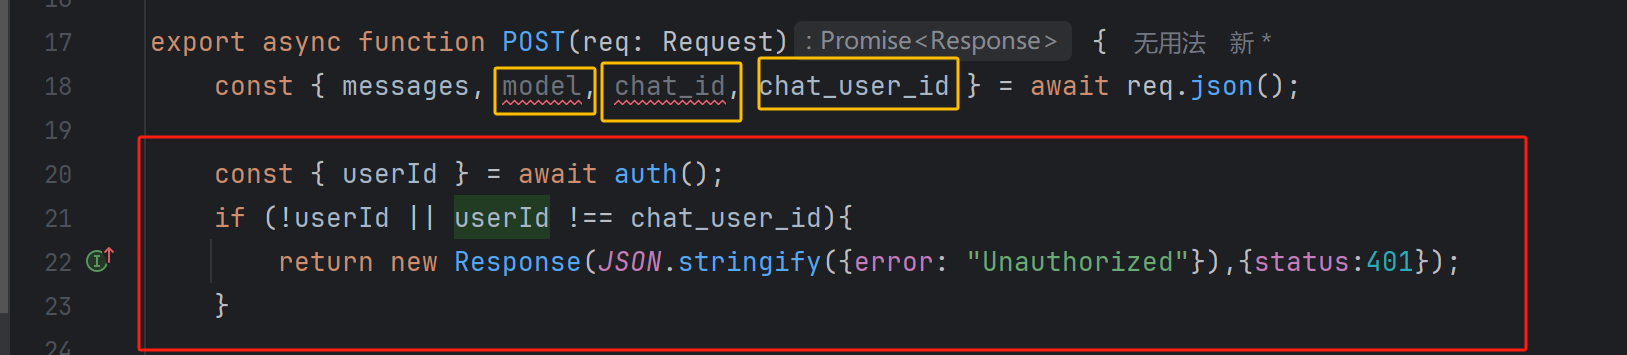 16
17 export async function POST(req: Request) : Promise<Response> { 无用法 新 *
18 const { messages, model, chat_id, chat_user_id } = await req.json();
19
20 const { userId } = await auth();
21 if (!userId || userId !== chat_user_id){
22 return new Response(JSON.stringify({error: "Unauthorized"}),{status:401});
23 }
24